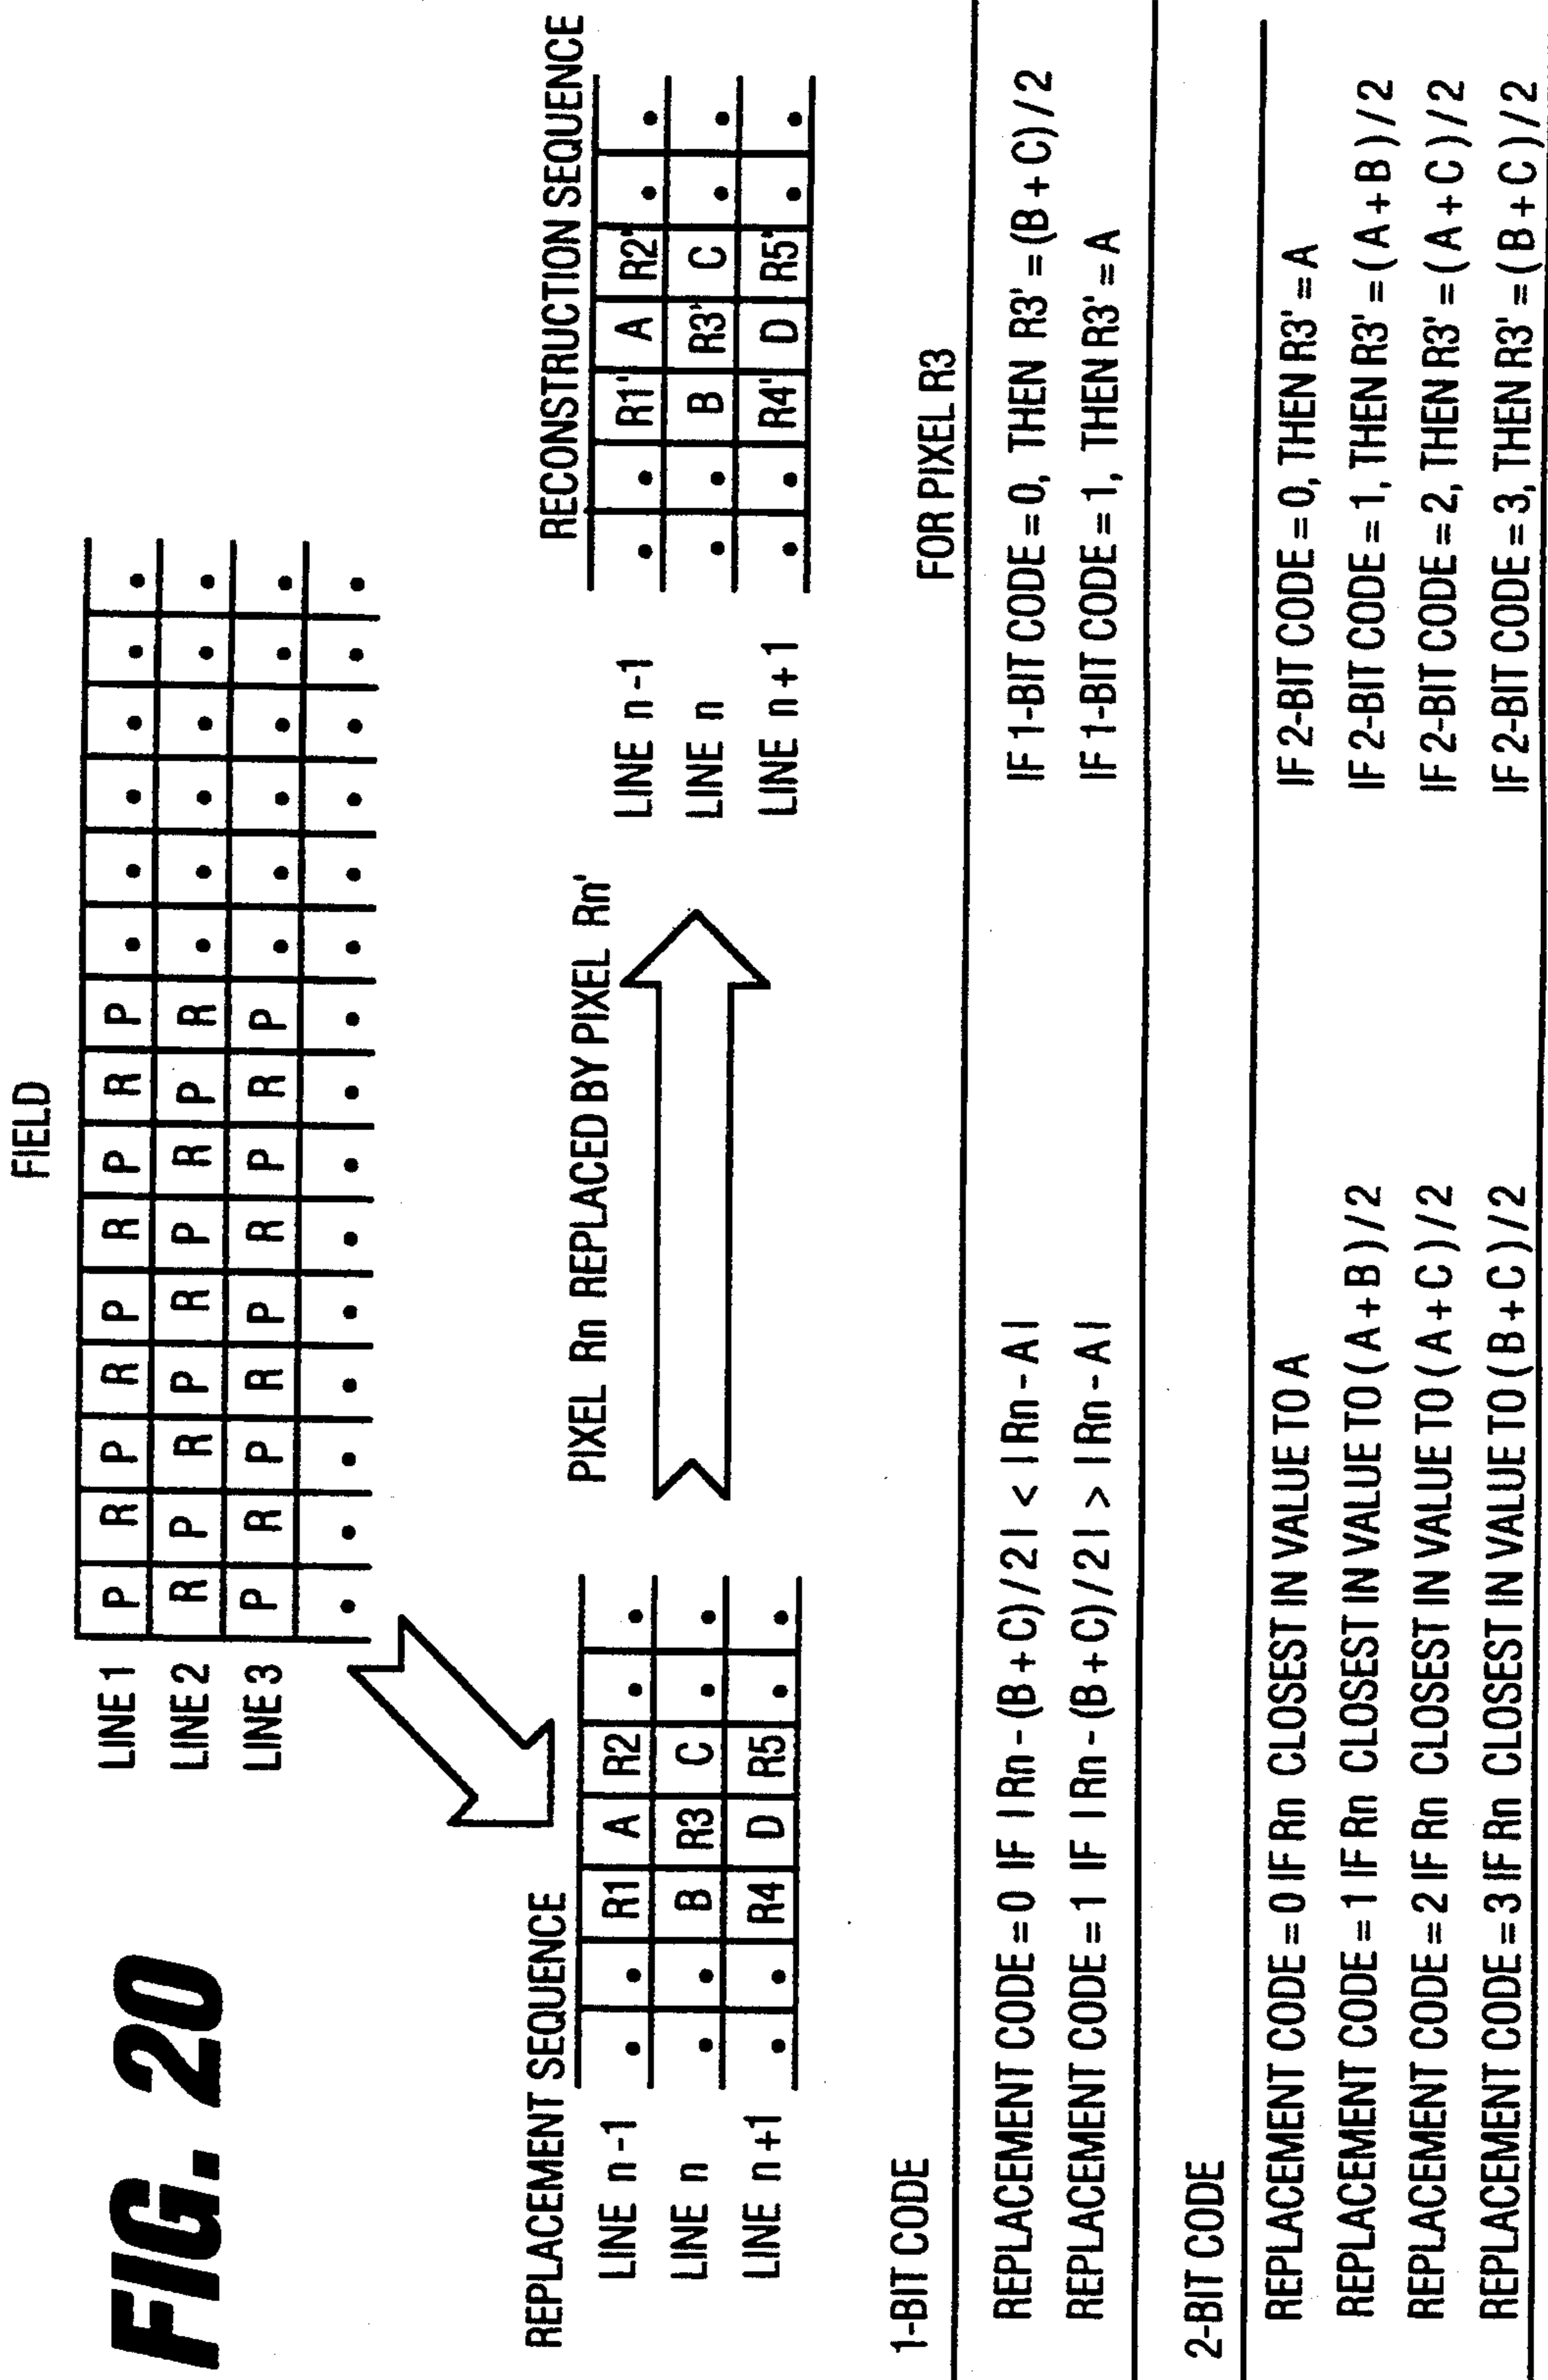 FIG. 20
FIELD
LINE 1 P R P R P R P R P . . . . . .
LINE 2 R P R P R P R P R . . . . . .
LINE 3 P R P R P R P R P . . . . . .
. . . . . . . . . . . . . . .
REPLACEMENT SEQUENCE
LINE n-1 . . R1 A R2 . .
LINE n . . B R3 C . .
LINE n+1 . . R4 D R5 . .
PIXEL Rn REPLACED BY PIXEL Rn'
RECONSTRUCTION SEQUENCE
LINE n-1 . . R1' A R2' . .
LINE n . . B R3' C . .
LINE n+1 . . R4' D R5' . .
1-BIT CODE FOR PIXEL R3
REPLACEMENT CODE = 0 IF |Rn-(B+C)/2| < |Rn-A| IF 1-BIT CODE = 0, THEN R3' = (B+C)/2
REPLACEMENT CODE = 1 IF |Rn-(B+C)/2| > |Rn-A| IF 1-BIT CODE = 1, THEN R3' = A
2-BIT CODE
REPLACEMENT CODE = 0 IF Rn CLOSEST IN VALUE TO A IF 2-BIT CODE = 0, THEN R3' = A
REPLACEMENT CODE = 1 IF Rn CLOSEST IN VALUE TO (A+B)/2 IF 2-BIT CODE = 1, THEN R3' = (A+B)/2
REPLACEMENT CODE = 2 IF Rn CLOSEST IN VALUE TO (A+C)/2 IF 2-BIT CODE = 2, THEN R3' = (A+C)/2
REPLACEMENT CODE = 3 IF Rn CLOSEST IN VALUE TO (B+C)/2 IF 2-BIT CODE = 3, THEN R3' = (B+C)/2